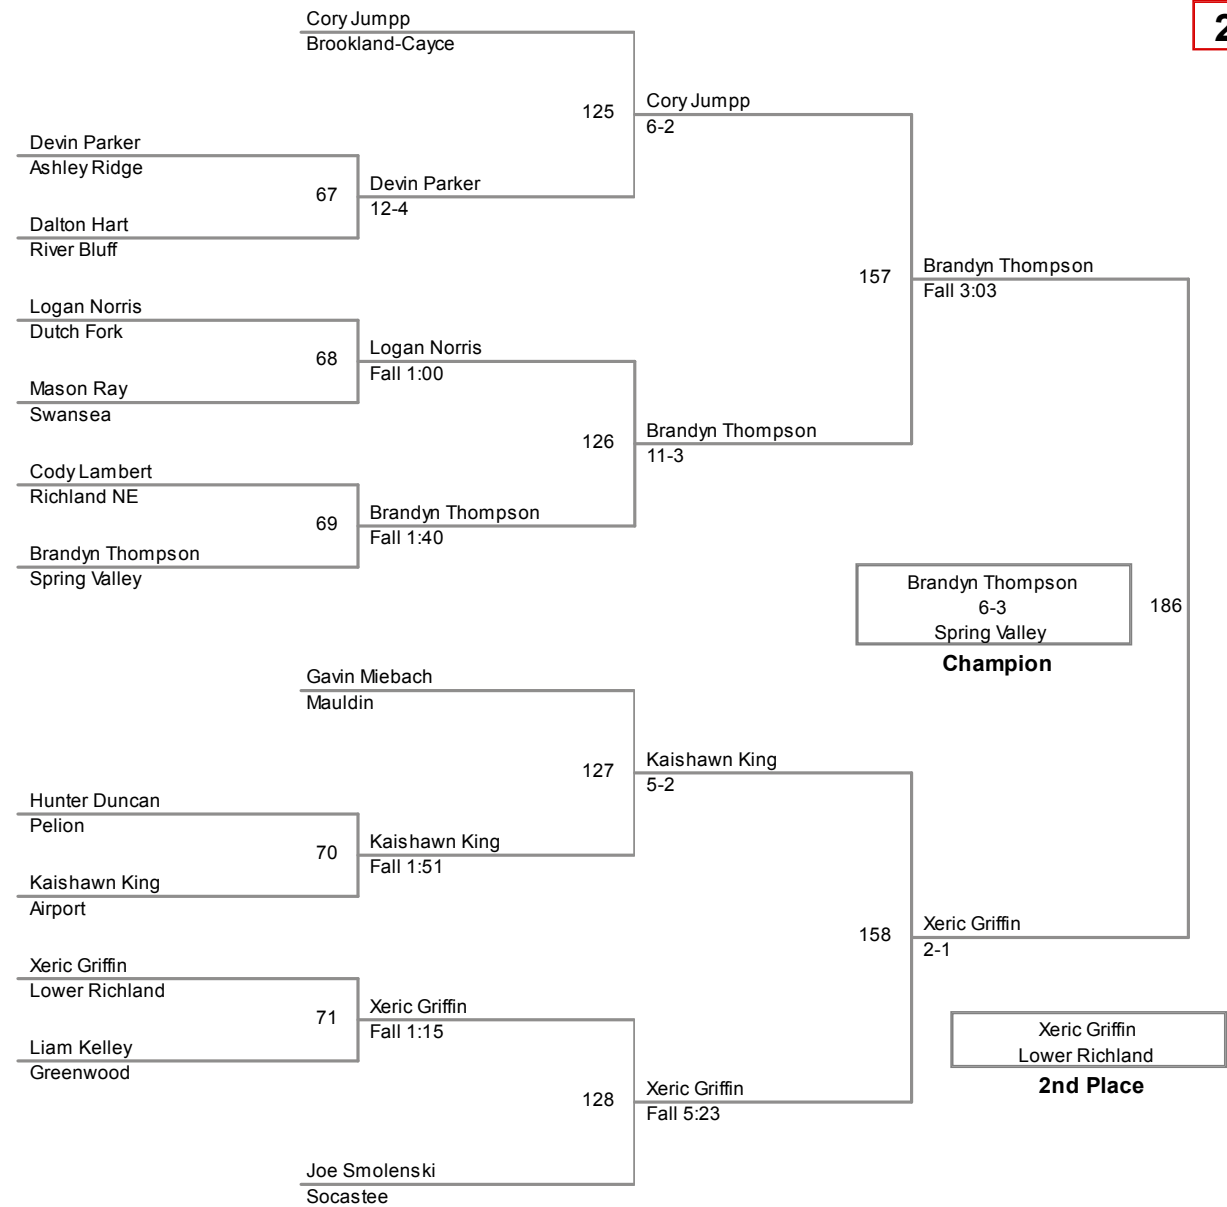 Cory Jumpp
Brookland-Cayce
2
125
Cory Jumpp
6-2
Devin Parker
Ashley Ridge
67
Devin Parker
12-4
Dalton Hart
River Bluff
157
Brandyn Thompson
Fall 3:03
Logan Norris
Dutch Fork
68
Logan Norris
Fall 1:00
Mason Ray
Swansea
126
Brandyn Thompson
11-3
Cody Lambert
Richland NE
69
Brandyn Thompson
Fall 1:40
Brandyn Thompson
Spring Valley
Brandyn Thompson
6-3
Spring Valley
Champion
186
Gavin Miebach
Mauldin
127
Kaishawn King
5-2
Hunter Duncan
Pelion
70
Kaishawn King
Fall 1:51
Kaishawn King
Airport
158
Xeric Griffin
2-1
Xeric Griffin
Lower Richland
71
Xeric Griffin
Fall 1:15
Liam Kelley
Greenwood
Xeric Griffin
Lower Richland
2nd Place
128
Xeric Griffin
Fall 5:23
Joe Smolenski
Socastee